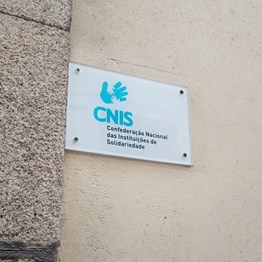 CNIS
Confederação Nacional
das Instituições de
Solidariedade